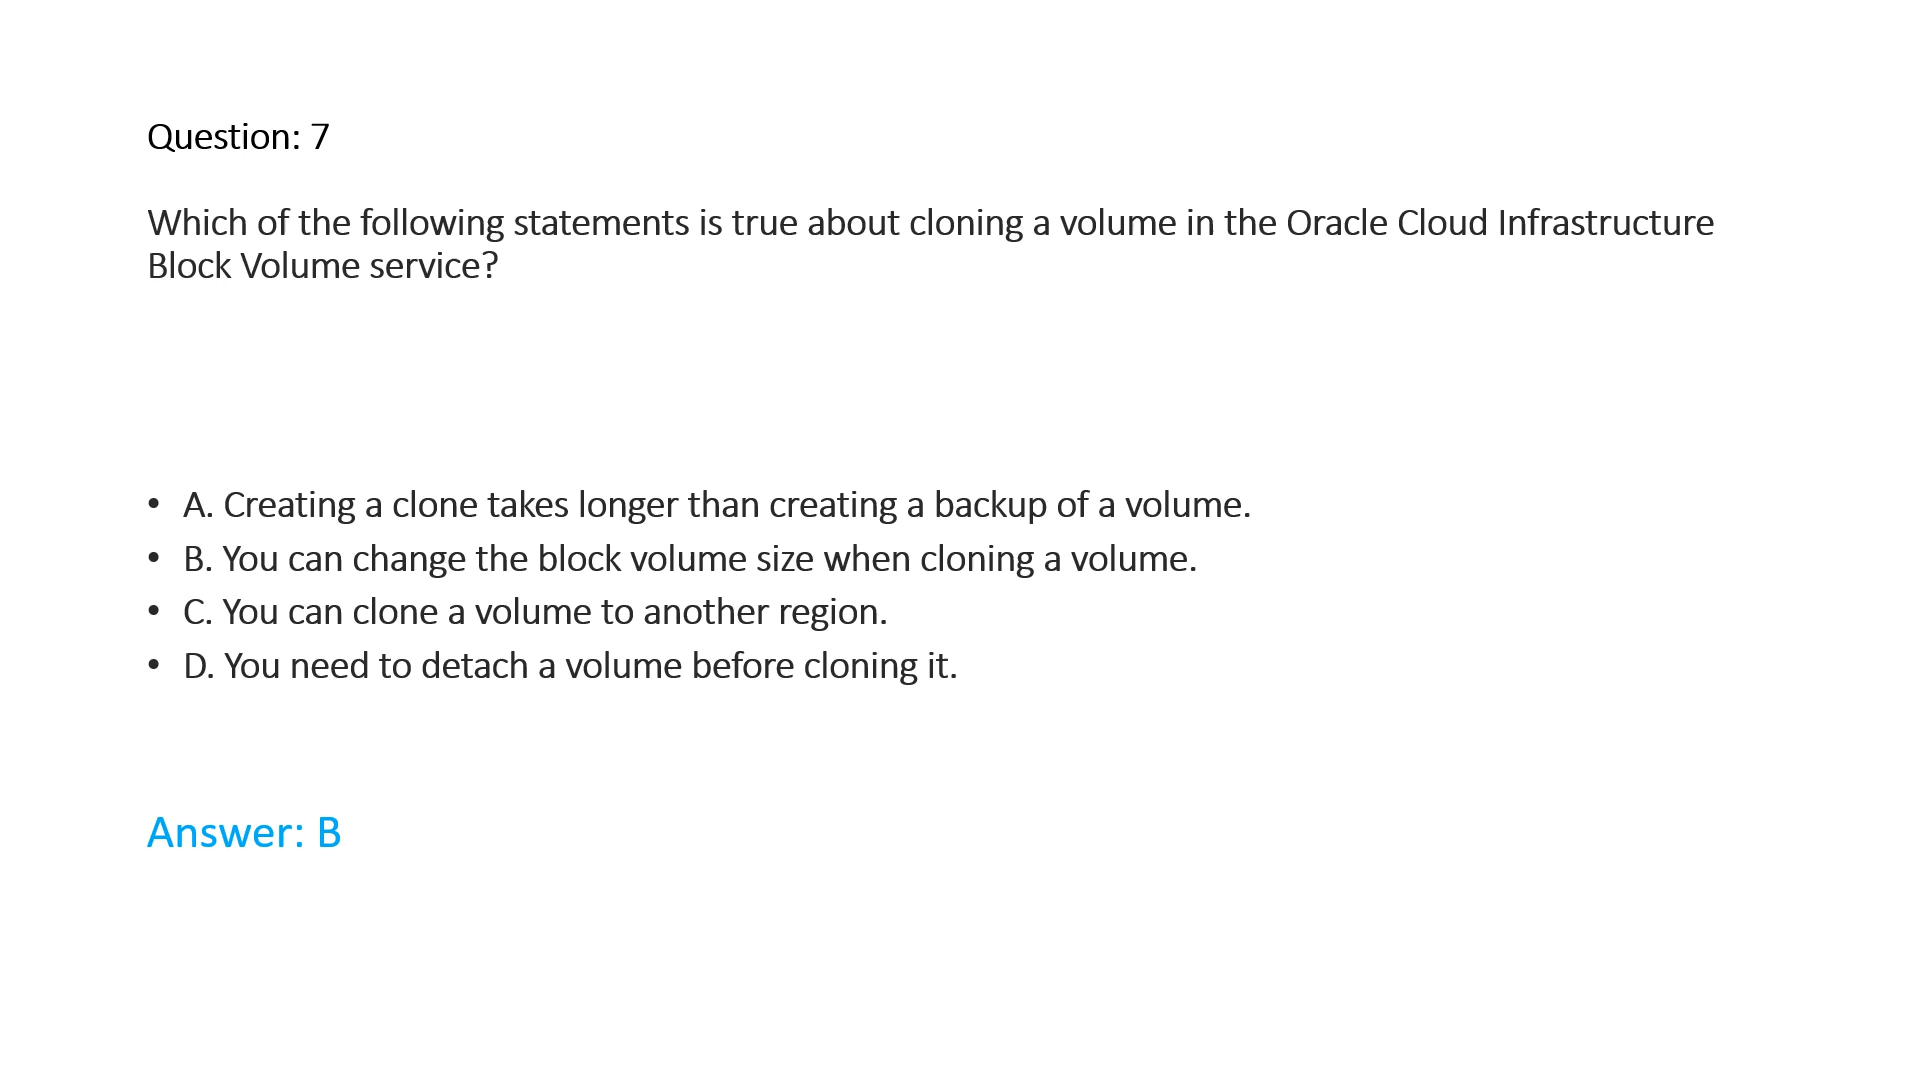 Question: 7
Which of the following statements is true about cloning a volume in the Oracle Cloud Infrastructure
Block Volume service?
• A. Creating a clone takes longer than creating a backup of a volume.
• B. You can change the block volume size when cloning a volume.
• C. You can clone a volume to another region.
• D. You need to detach a volume before cloning it.
Answer: B